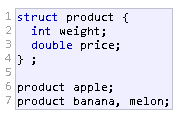 1 struct product {
2   int weight;
3   double price;
4 } ;
5
6 product apple;
7 product banana, melon;